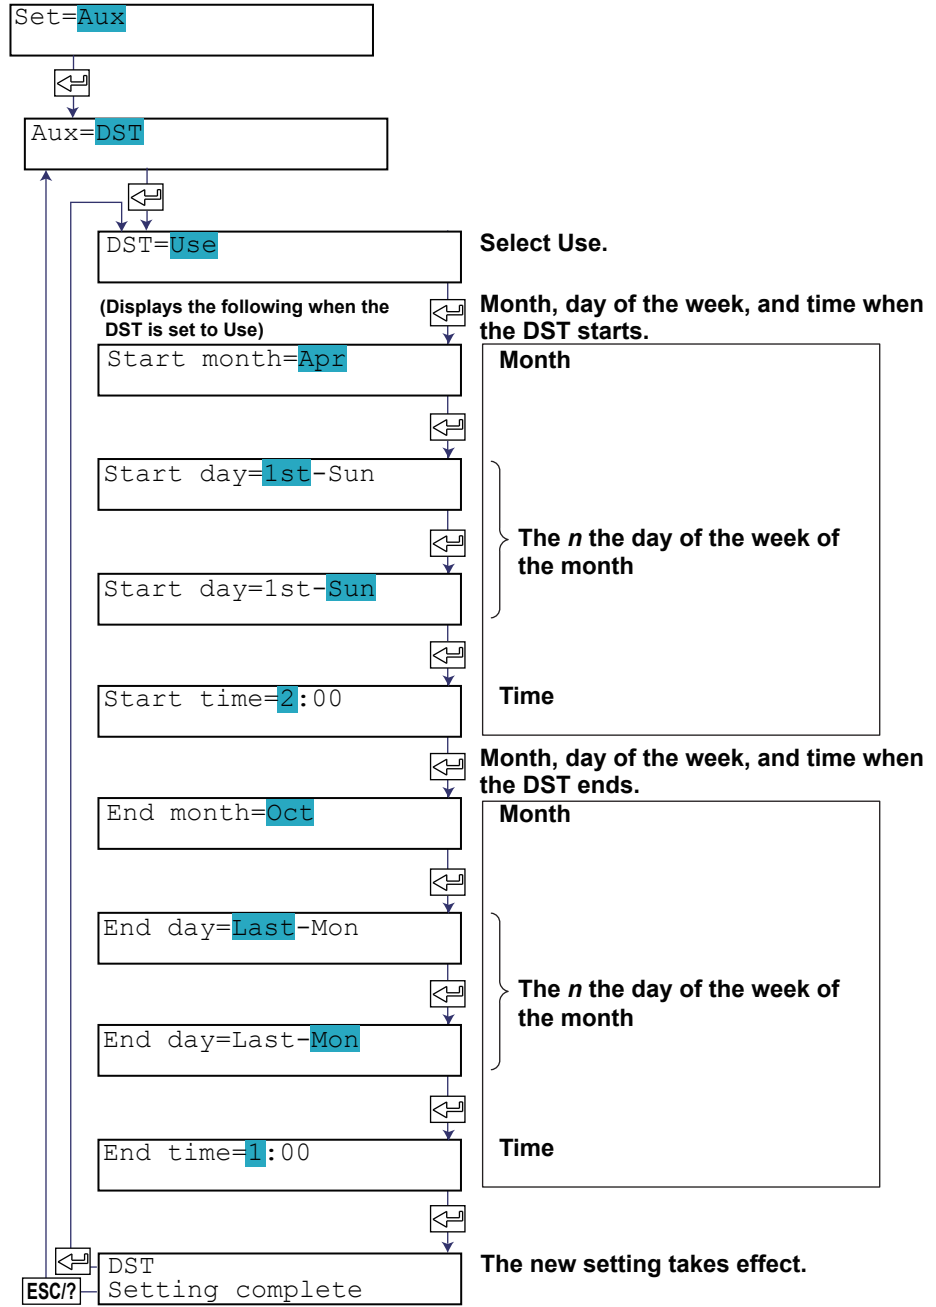 Set=Aux
Aux=DST
DST=Use
Select Use.
(Displays the following when the
DST is set to Use)
Month, day of the week, and time when
the DST starts.
Start month=Apr
Month
Start day=1st-Sun
The n the day of the week of
the month
Start day=1st-Sun
Start time=2:00
Time
Month, day of the week, and time when
the DST ends.
End month=Oct
Month
End day=Last-Mon
The n the day of the week of
the month
End day=Last-Mon
End time=1:00
Time
DST
Setting complete
The new setting takes effect.
ESC/?